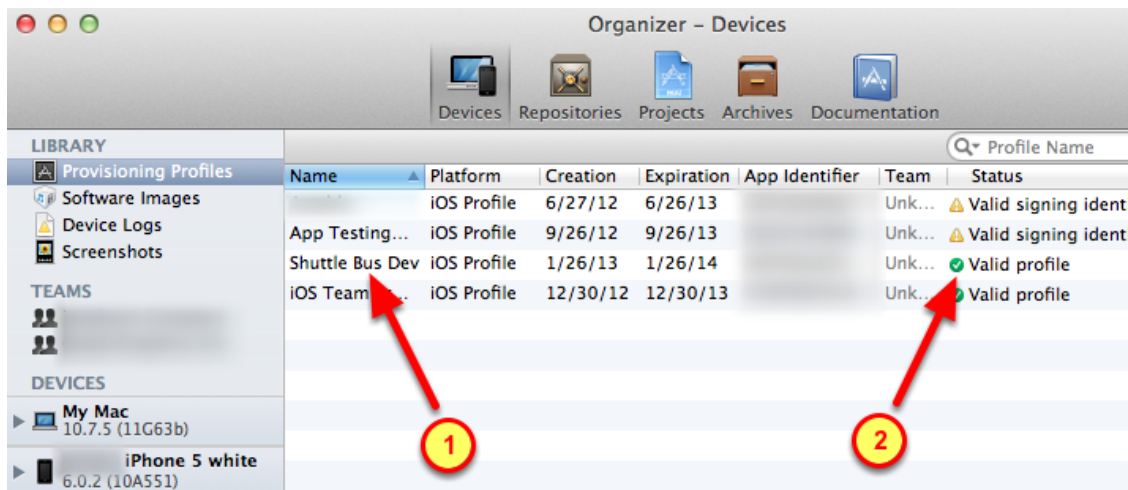 Organizer – Devices
Devices Repositories Projects Archives Documentation
LIBRARY
Profile Name
Provisioning Profiles
Name Platform Creation Expiration App Identifier Team Status
Software Images
iOS Profile 6/27/12 6/26/13 Unk... Valid signing ident
Device Logs
App Testing... iOS Profile 9/26/12 9/26/13 Unk... Valid signing ident
Screenshots
Shuttle Bus Dev iOS Profile 1/26/13 1/26/14 Unk... Valid profile
TEAMS
iOS Team iOS Profile 12/30/12 12/30/13 Unk... Valid profile
DEVICES
My Mac
10.7.5 (11G63b)
1
2
iPhone 5 white
6.0.2 (10A551)